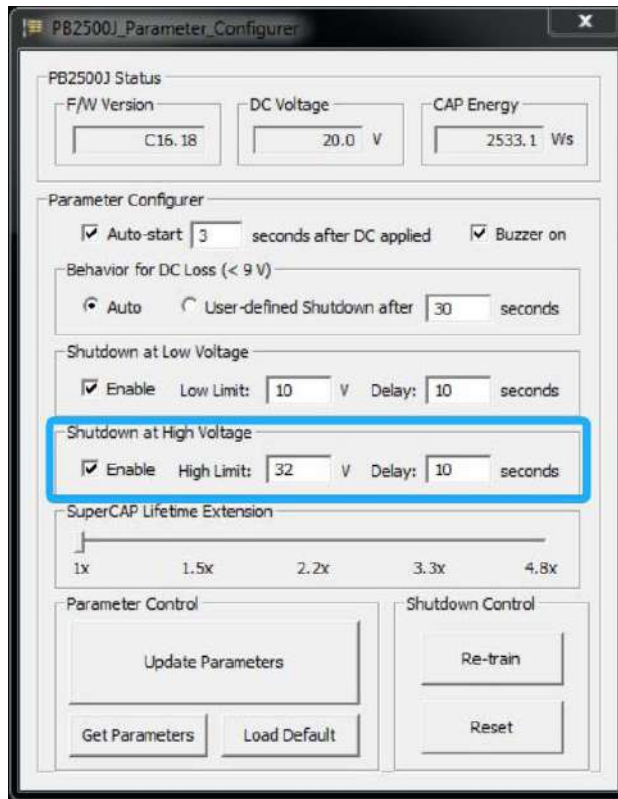 PB2500J_Parameter_Configurer
PB2500J Status
F/W Version DC Voltage CAP Energy
C16.18 20.0 V 2533.1 Ws
Parameter Configurer
Auto-start 3 seconds after DC applied Buzzer on
Behavior for DC Loss (< 9 V)
Auto User-defined Shutdown after 30 seconds
Shutdown at Low Voltage
Enable Low Limit: 10 V Delay: 10 seconds
Shutdown at High Voltage
Enable High Limit: 32 V Delay: 10 seconds
SuperCAP Lifetime Extension
1x 1.5x 2.2x 3.3x 4.8x
Parameter Control Shutdown Control
Update Parameters Re-train
Get Parameters Load Default Reset